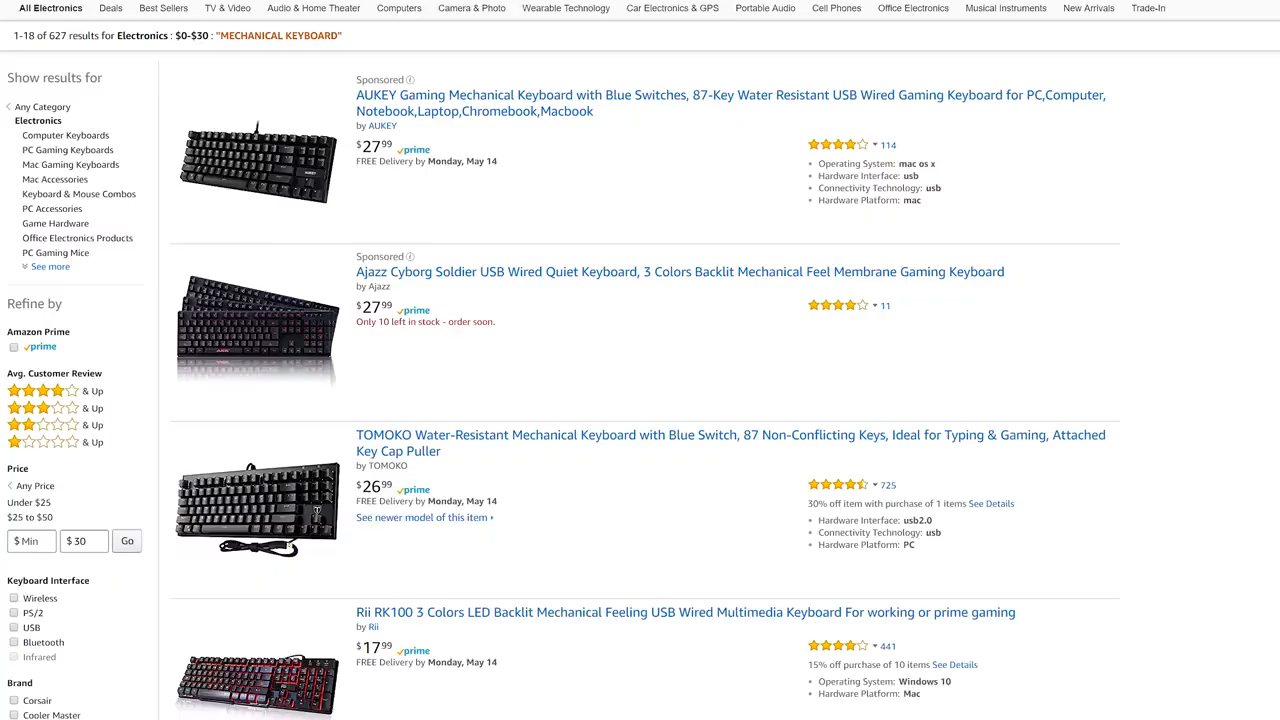 All Electronics Deals Best Sellers TV & Video Audio & Home Theater Computers Camera & Photo Wearable Technology Car Electronics & GPS Portable Audio Cell Phones Office Electronics Musical Instruments New Arrivals Trade-In
1-18 of 627 results for Electronics : $0-$30 : "MECHANICAL KEYBOARD"
Show results for
Any Category
Electronics
Computer Keyboards
PC Gaming Keyboards
Mac Gaming Keyboards
Mac Accessories
Keyboard & Mouse Combos
PC Accessories
Game Hardware
Office Electronics Products
PC Gaming Mice
See more
Refine by
Amazon Prime
prime
Avg. Customer Review
& Up
& Up
& Up
& Up
Price
Any Price
Under $25
$25 to $50
$ Min $ 30 Go
Keyboard Interface
Wireless
PS/2
USB
Bluetooth
Infrared
Brand
Corsair
Cooler Master
Sponsored
AUKEY Gaming Mechanical Keyboard with Blue Switches, 87-Key Water Resistant USB Wired Gaming Keyboard for PC,Computer,
Notebook,Laptop,Chromebook,Macbook
by AUKEY
$2799 prime
FREE Delivery by Monday, May 14
114
Operating System: mac os x
Hardware Interface: usb
Connectivity Technology: usb
Hardware Platform: mac
Sponsored
Ajazz Cyborg Soldier USB Wired Quiet Keyboard, 3 Colors Backlit Mechanical Feel Membrane Gaming Keyboard
by Ajazz
$2799 prime
Only 10 left in stock - order soon.
11
TOMOKO Water-Resistant Mechanical Keyboard with Blue Switch, 87 Non-Conflicting Keys, Ideal for Typing & Gaming, Attached
Key Cap Puller
by TOMOKO
$2699 prime
FREE Delivery by Monday, May 14
See newer model of this item
725
30% off item with purchase of 1 items See Details
Hardware Interface: usb2.0
Connectivity Technology: usb
Hardware Platform: PC
Rii RK100 3 Colors LED Backlit Mechanical Feeling USB Wired Multimedia Keyboard For working or prime gaming
by Rii
$1799 prime
FREE Delivery by Monday, May 14
441
15% off purchase of 10 items See Details
Operating System: Windows 10
Hardware Platform: Mac